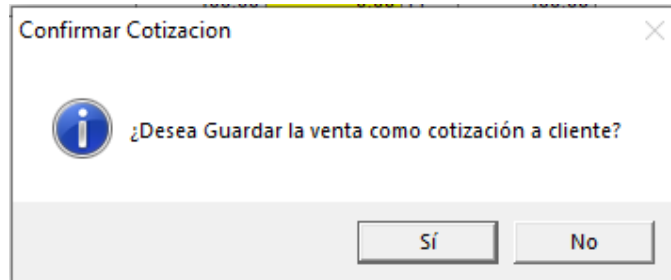 Confirmar Cotizacion
¿Desea Guardar la venta como cotización a cliente?
Sí
No